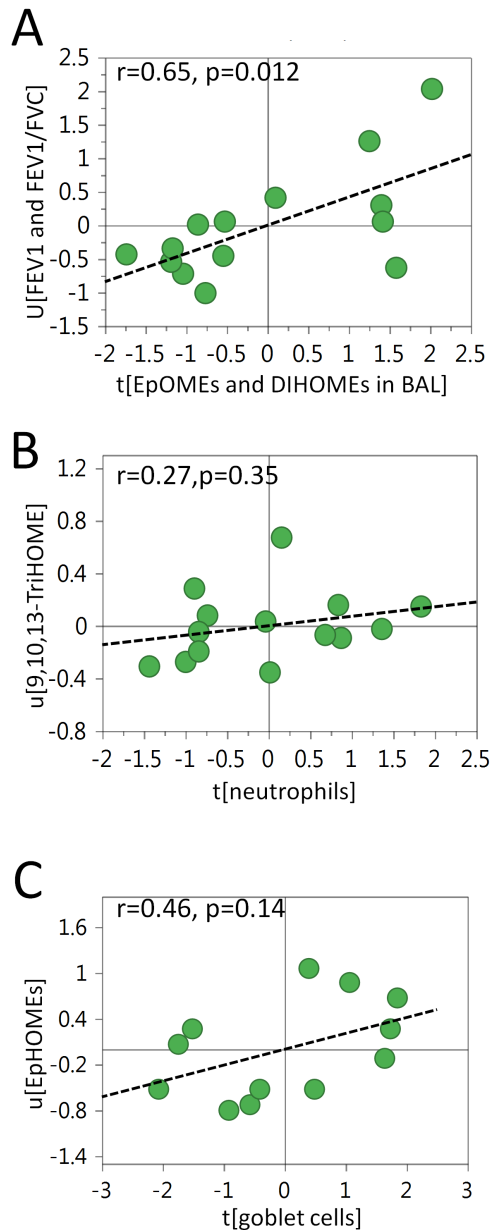 A
r=0.65, p=0.012
2.5
2
1.5
1
0.5
0
-0.5
-1
-1.5
U[FEV1 and FEV1/FVC)
-2 -1.5 -1 -0.5 0 0.5 1 1.5 2 2.5
t[EpOMEs and DIHOMEs in BAL]
B
r=0.27,p=0.35
1.2
0.8
0.4
0
-0.4
-0.8
u[9,10,13-TriHOME]
-2 -1.5 -1 -0.5 0 0.5 1 1.5 2 2.5
t[neutrophils]
C
r=0.46, p=0.14
1.6
1
0.4
-0.2
-0.8
-1.4
u[EpHOMEs]
-3 -2 -1 0 1 2 3
t[goblet cells]